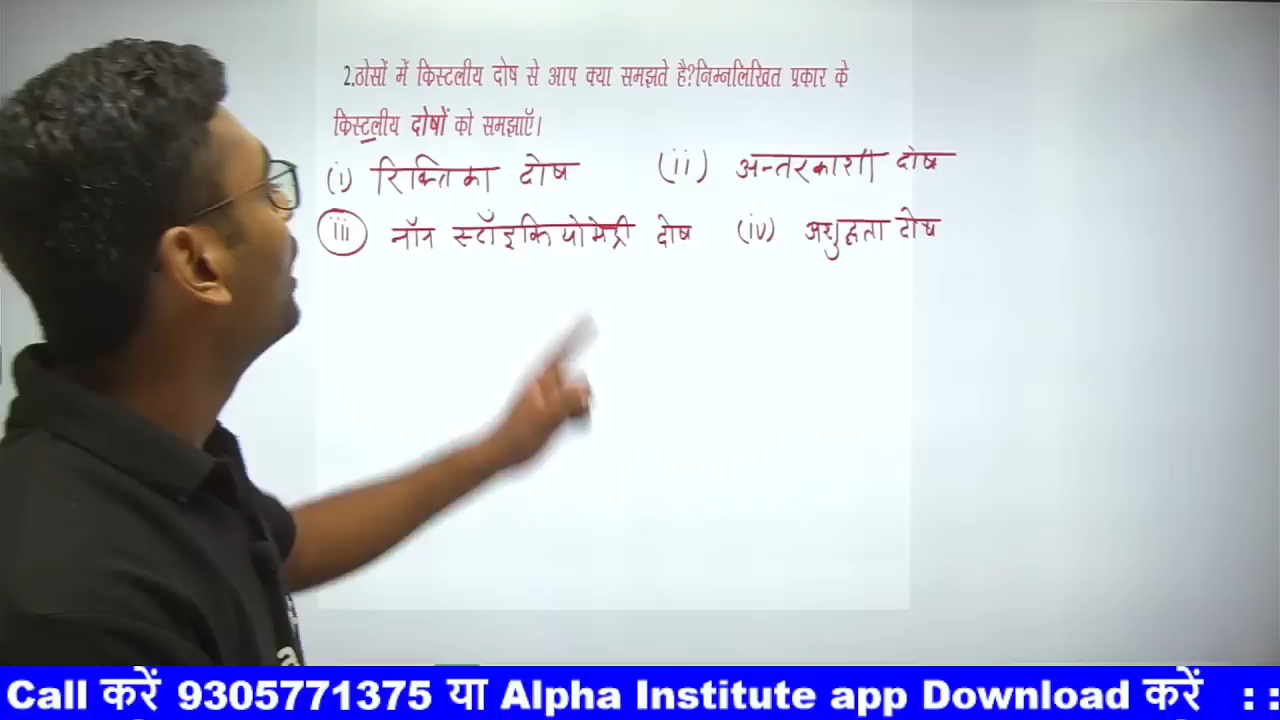 2.ठोसों में क्रिस्टलीय दोष से आप क्या समझते है?निम्नलिखित प्रकार के
क्रिस्टलीय दोषों को समझाएँ।
(i) रिक्तिका दोष (ii) अन्तरकाशी दोष
iii नॉन स्टॉइकियोमेट्री दोष (iv) अशुद्धता दोष
Call करें 9305771375 या Alpha Institute app Download करें : :